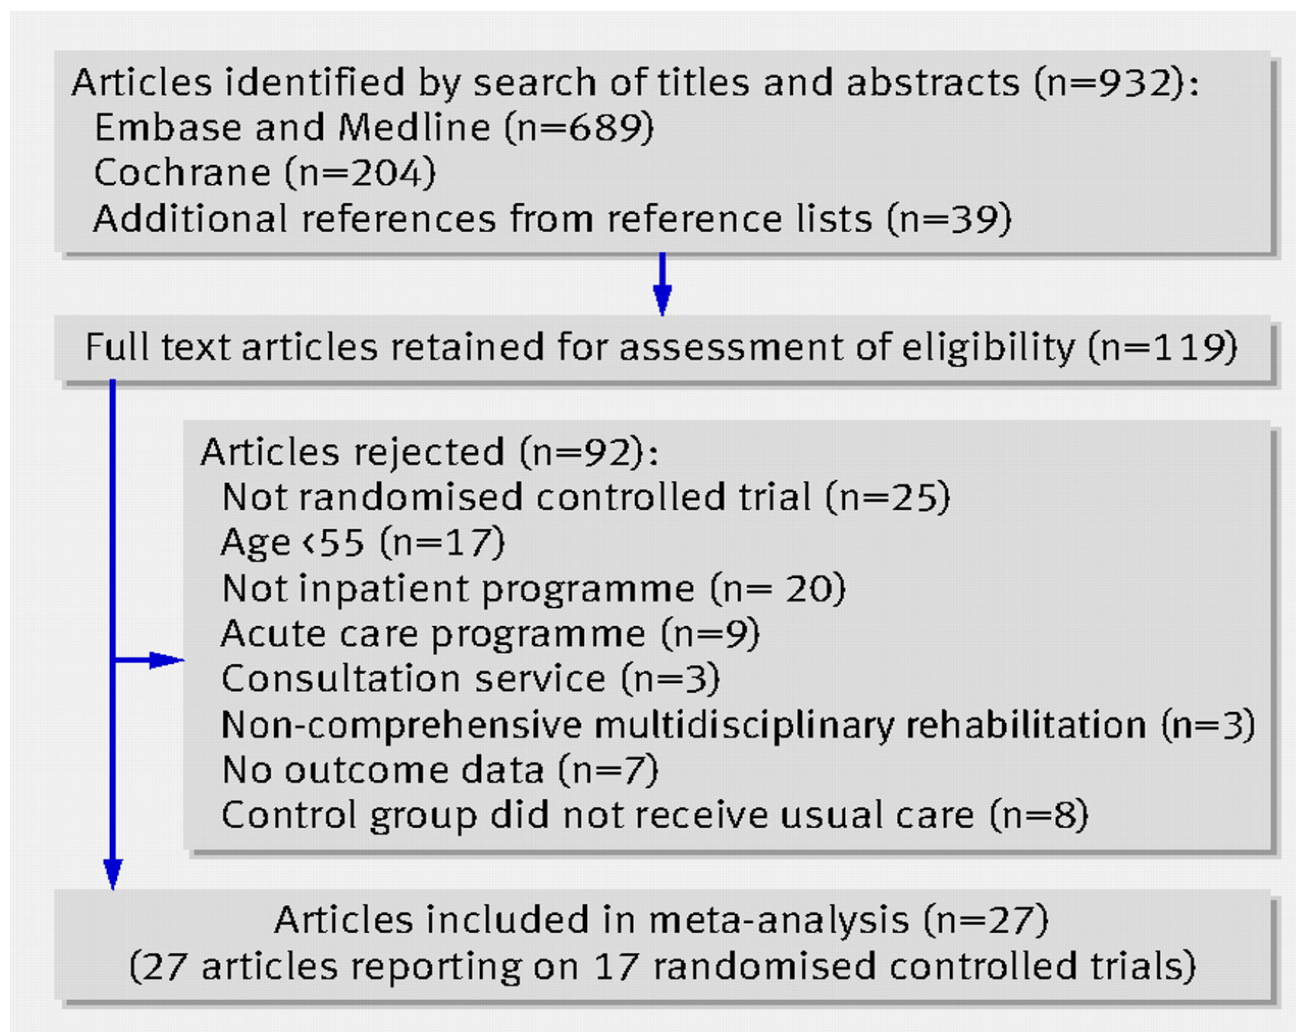 Articles identified by search of titles and abstracts (n=932):
Embase and Medline (n=689)
Cochrane (n=204)
Additional references from reference lists (n=39)
Full text articles retained for assessment of eligibility (n=119)
Articles rejected (n=92):
Not randomised controlled trial (n=25)
Age <55 (n=17)
Not inpatient programme (n= 20)
Acute care programme (n=9)
Consultation service (n=3)
Non-comprehensive multidisciplinary rehabilitation (n=3)
No outcome data (n=7)
Control group did not receive usual care (n=8)
Articles included in meta-analysis (n=27)
(27 articles reporting on 17 randomised controlled trials)